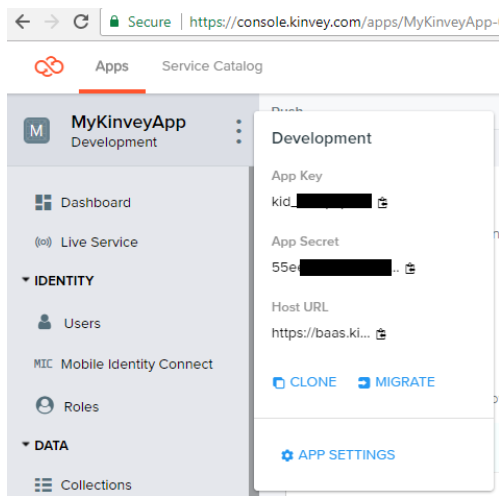 Secure | https://console.kinvey.com/apps/MyKinveyApp-
Apps Service Catalog
M MyKinveyApp
Development
Dashboard
Live Service
IDENTITY
Users
MIC Mobile Identity Connect
Roles
DATA
Collections
Push
Development
App Key
kid_
App Secret
55e
..
Host URL
https://baas.ki...
CLONE MIGRATE
APP SETTINGS